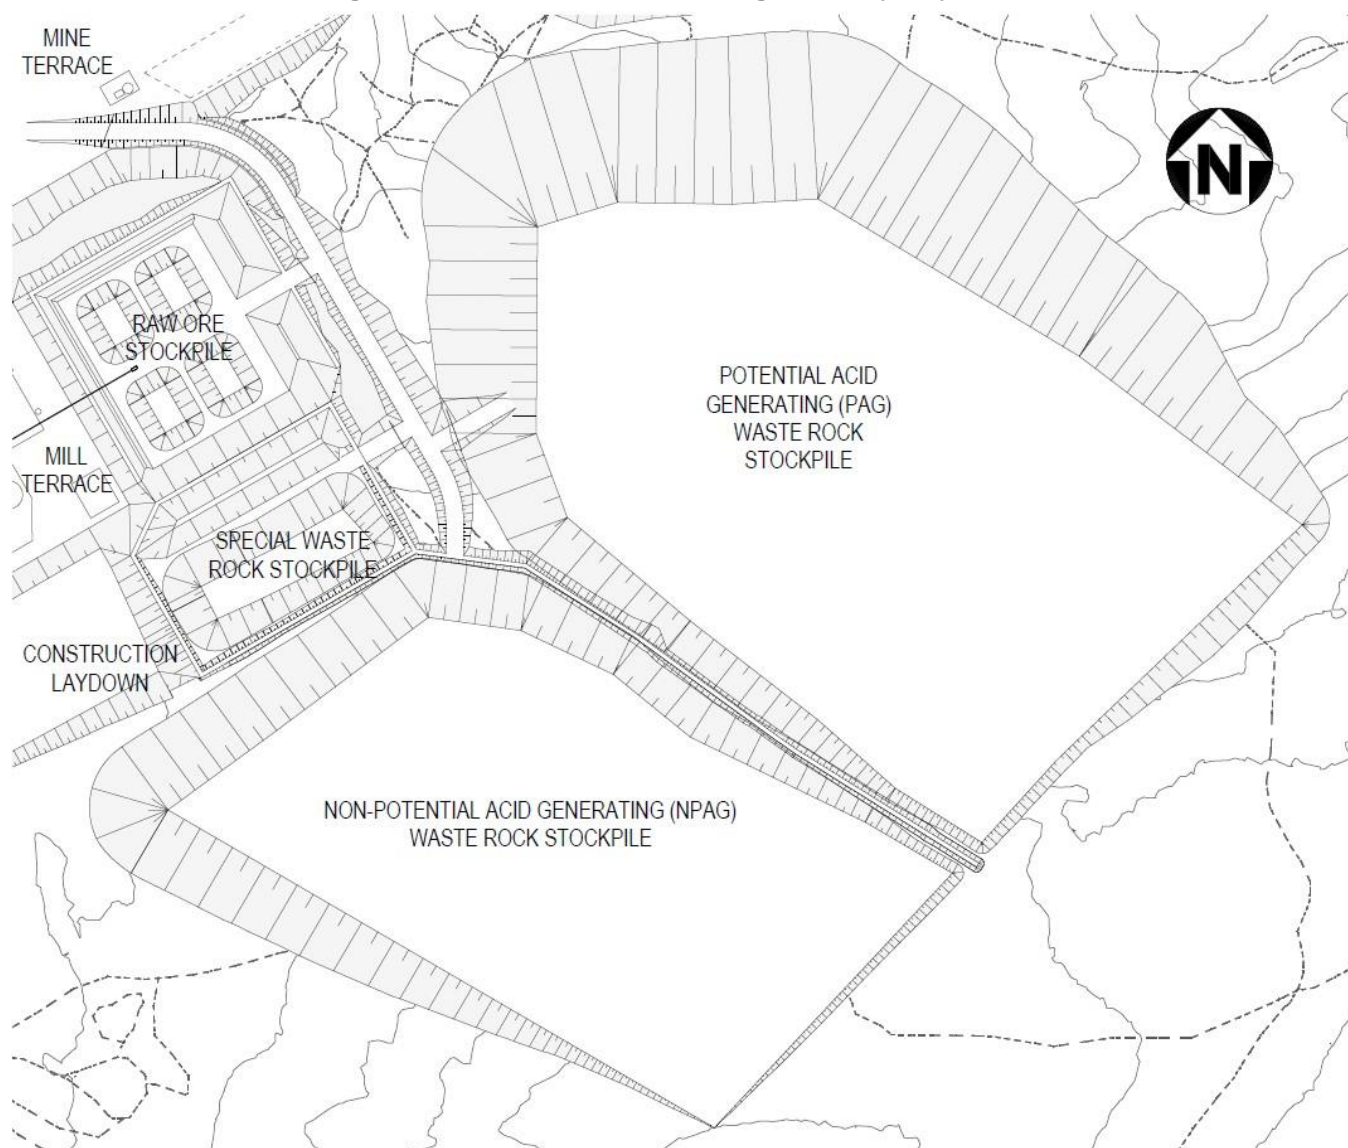 MINE
TERRACE
N
RAW ORE
STOCKPILE
POTENTIAL ACID
GENERATING (PAG)
WASTE ROCK
STOCKPILE
MILL
TERRACE
SPECIAL WASTE
ROCK STOCKPILE
CONSTRUCTION
LAYDOWN
NON-POTENTIAL ACID GENERATING (NPAG)
WASTE ROCK STOCKPILE